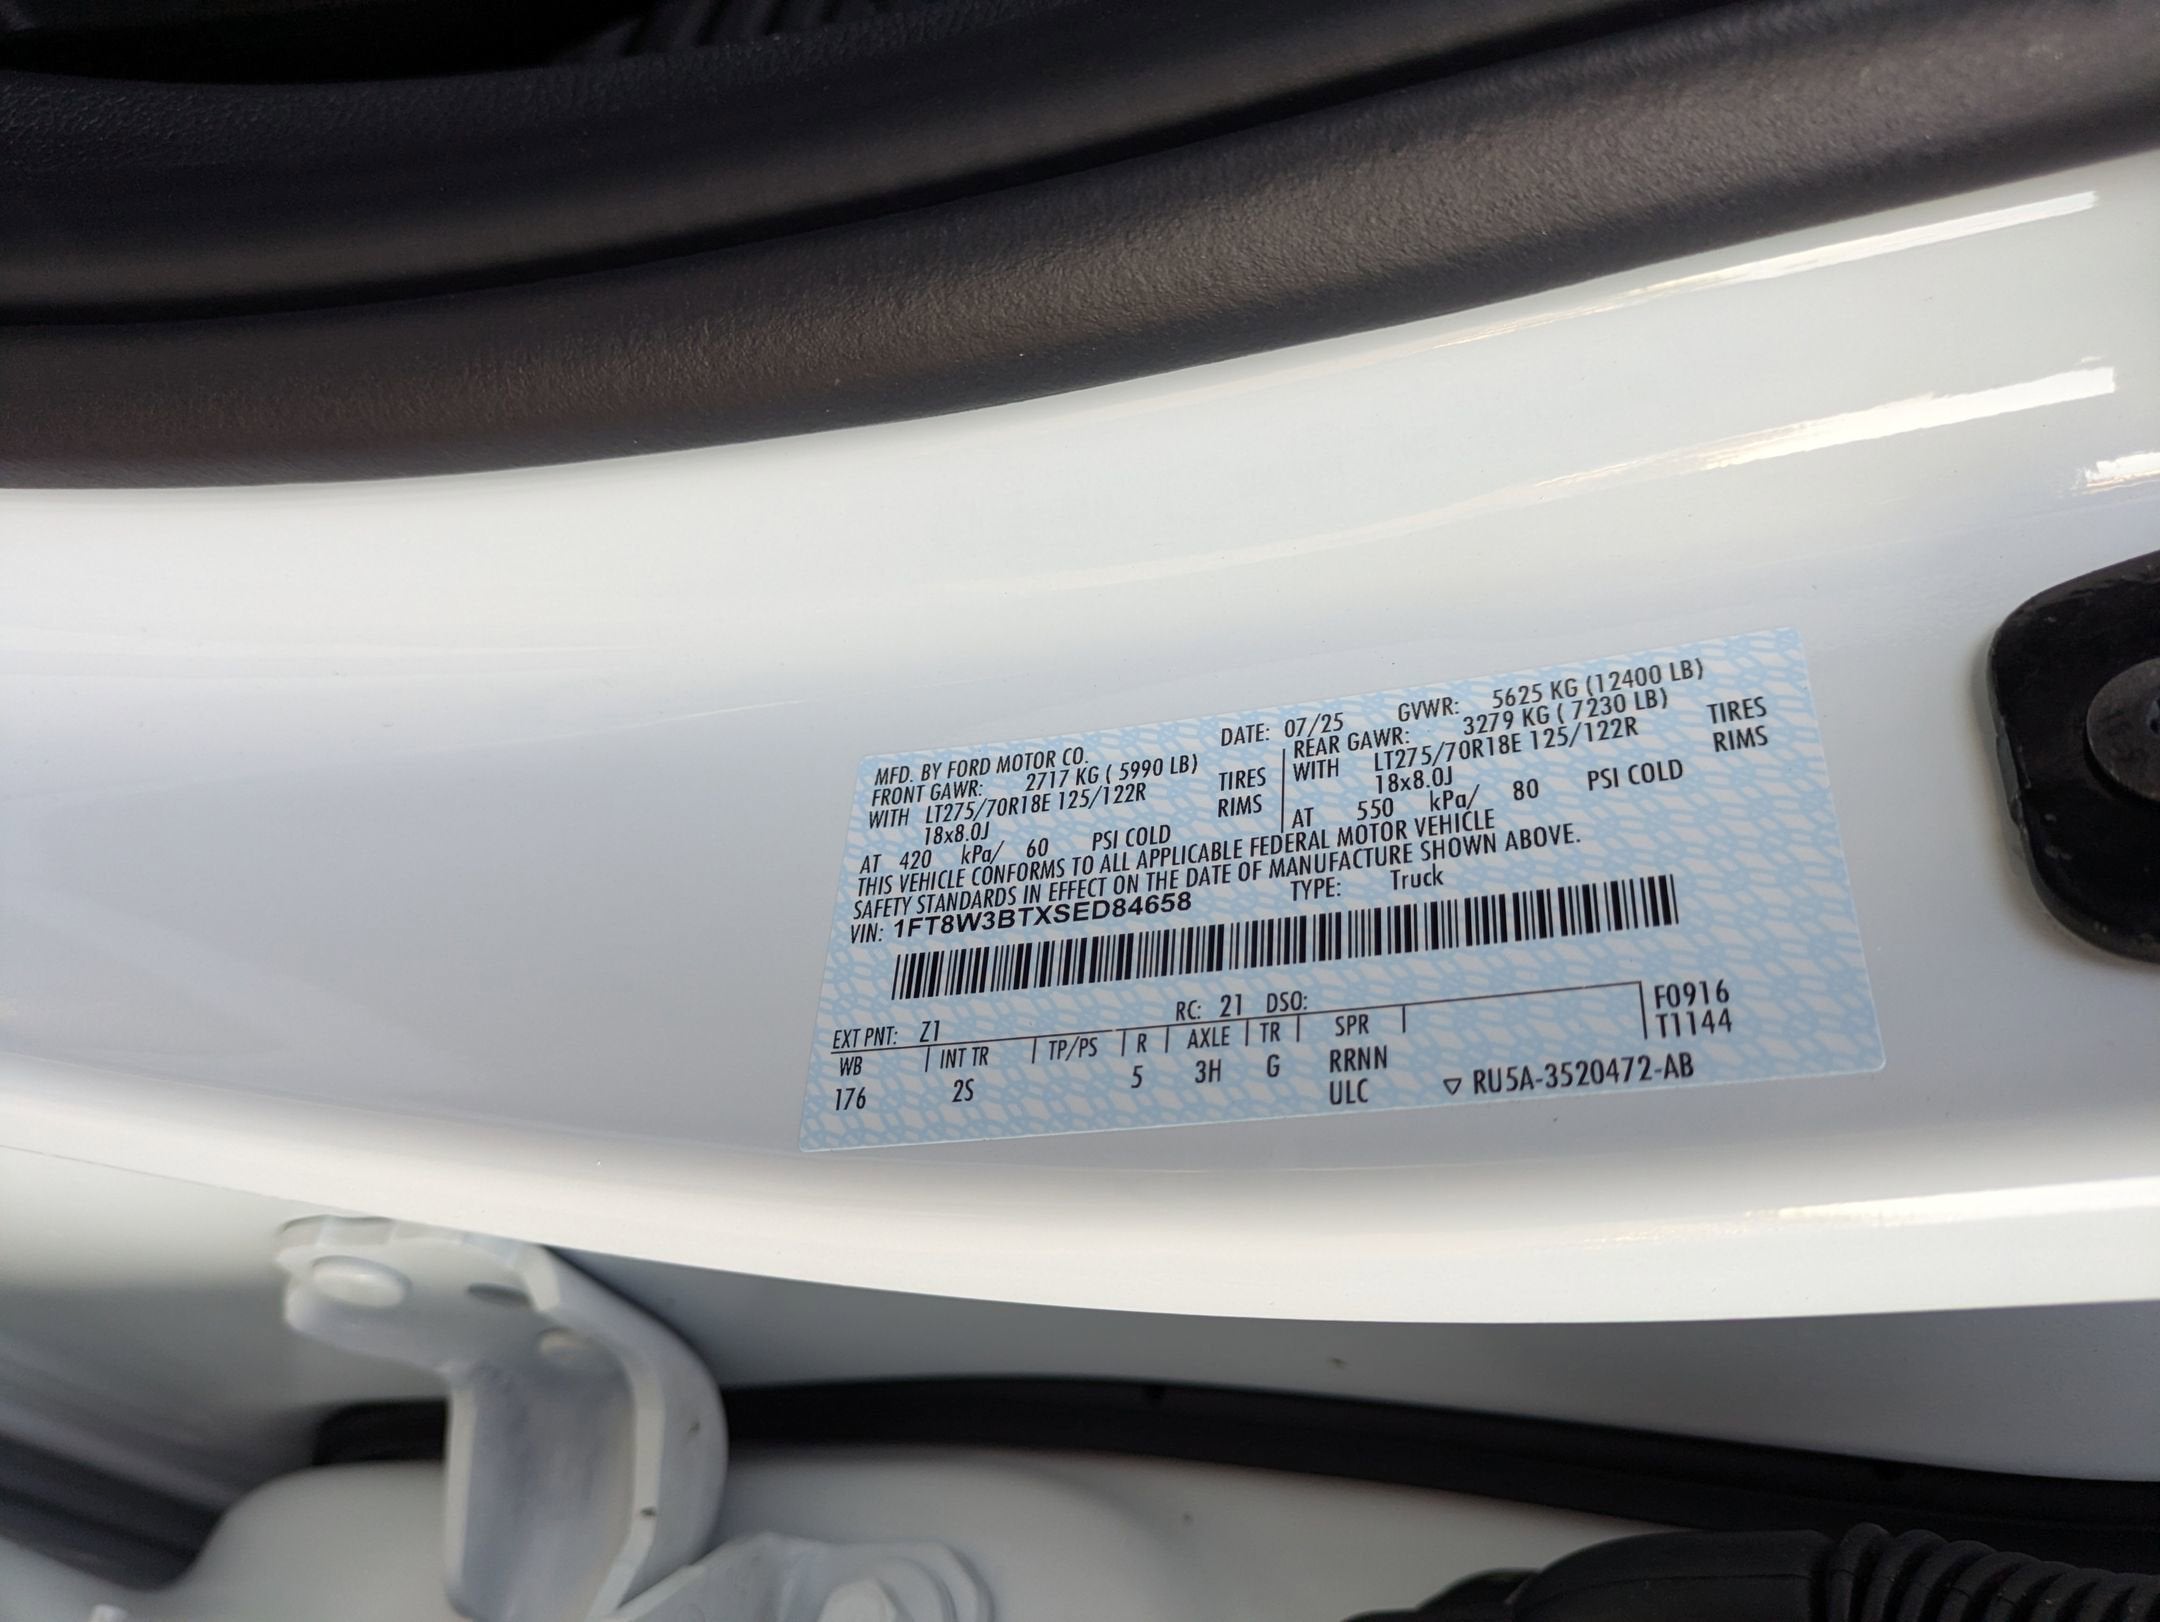 MFD. BY FORD MOTOR CO. DATE: 07/25 GVWR: 5625 KG (12400 LB)
FRONT GAWR: 2717 KG ( 5990 LB) REAR GAWR: 3279 KG ( 7230 LB)
WITH LT275/70R18E 125/122R TIRES WITH LT275/70R18E 125/122R TIRES
18x8.0J RIMS 18x8.0J RIMS
AT 420 kPa/ 60 PSI COLD AT 550 kPa/ 80 PSI COLD
THIS VEHICLE CONFORMS TO ALL APPLICABLE FEDERAL MOTOR VEHICLE
SAFETY STANDARDS IN EFFECT ON THE DATE OF MANUFACTURE SHOWN ABOVE.
VIN: 1FT8W3BTXSED84658 TYPE: Truck
EXT PNT: Z1 RC: 21 DSO: F0916
WB INT TR TP/PS R AXLE TR SPR T1144
176 2S 5 3H G RRNN
ULC ▽ RU5A-3520472-AB